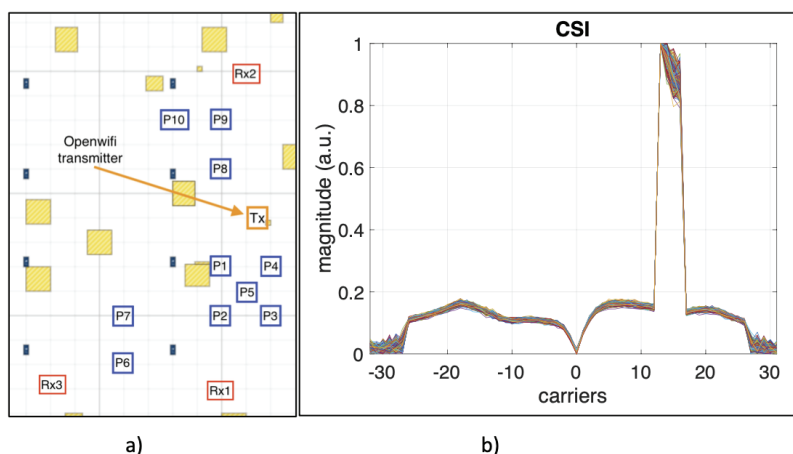 Rx2
P10
P9
Openwifi
transmitter
P8
Tx
P1
P4
P5
P7
P2
P3
P6
Rx3
Rx1
a)
CSI
1
0.8
0.6
0.4
0.2
0
magnitude (a.u.)
-30
-20
-10
0
10
20
30
carriers
b)